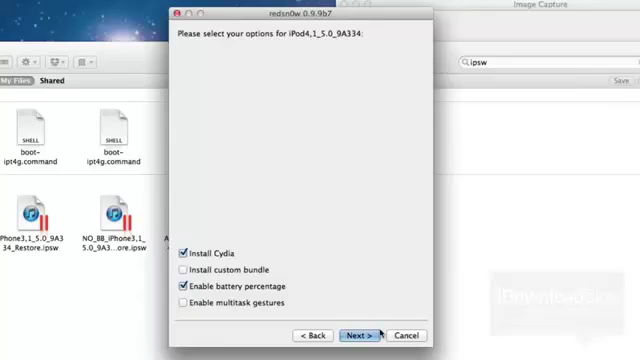 Image Capture
redsn0w 0.9.9b7
Please select your options for iPod4,1_5.0_9A334:
ipsw
My Files
Shared
Save
SHELL
SHELL
boot-
ipt4g.command
boot-
ipt4g.command
iPhone3,1_5.0_9A3
34_Restore.ipsw
NO_BB_iPhone3,1_
5.0_9A3...ore.ipsw
Install Cydia
Install custom bundle
Enable battery percentage
Enable multitask gestures
< Back
Next >
Cancel